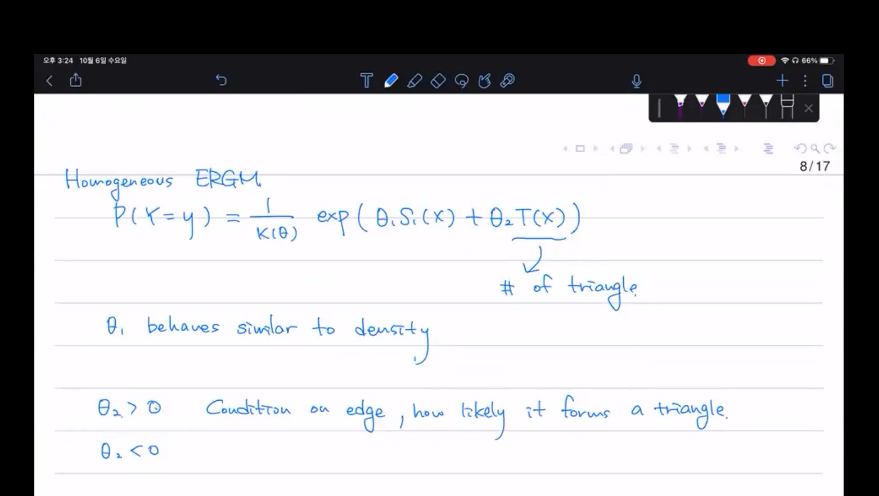 오후 3:24 10월 6일 수요일
66%
8/17
Homogeneous ERGM.
P(Y=y) = 1/K(θ) exp(θ₁S₁(X) + θ₂T(X))
# of triangle.
θ₁ behaves similar to density
θ₂ > 0 Condition on edge, how likely it forms a triangle.
θ₂ < 0